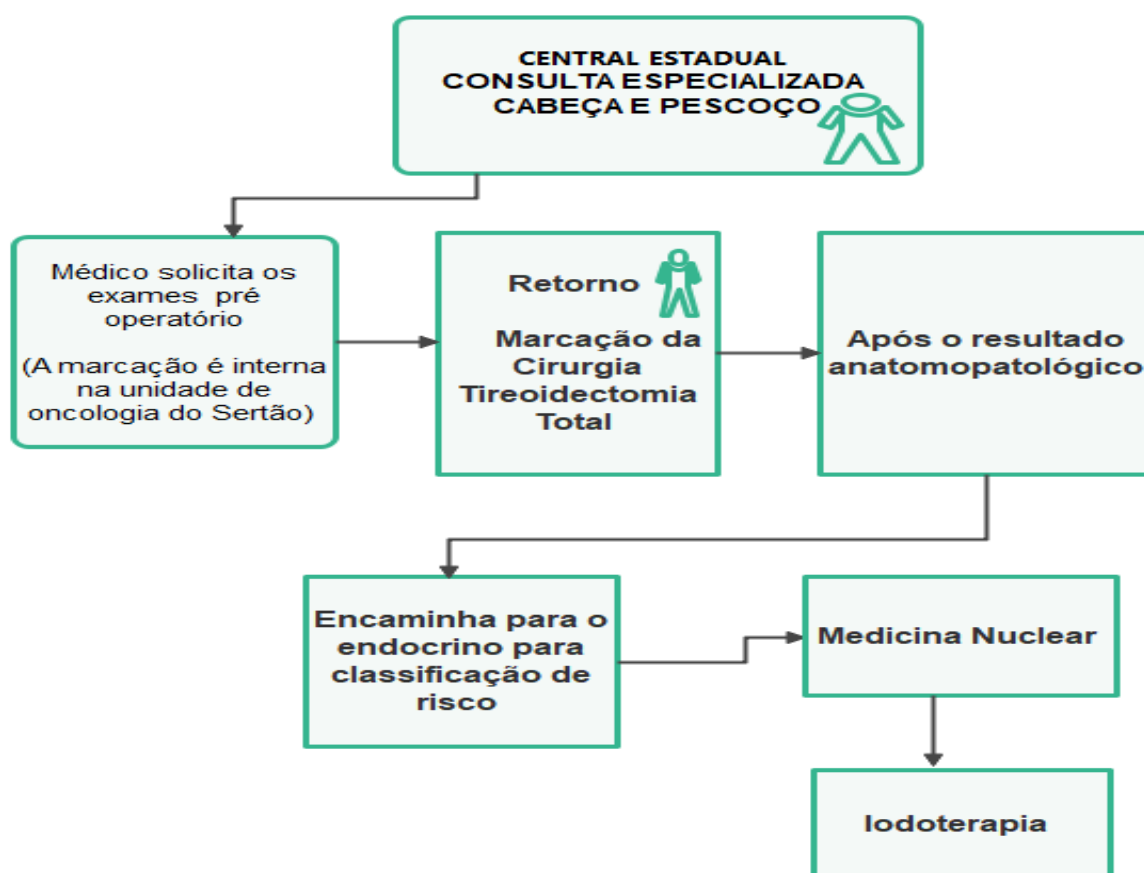 CENTRAL ESTADUAL
CONSULTA ESPECIALIZADA
CABEÇA E PESCOÇO
Médico solicita os
exames pré
operatório
(A marcação é interna
na unidade de
oncologia do Sertão)
Retorno
Marcação da
Cirurgia
Tireoidectomia
Total
Após o resultado
anatomopatológico
Encaminha para o
endocrino para
classificação de
risco
Medicina Nuclear
Iodoterapia